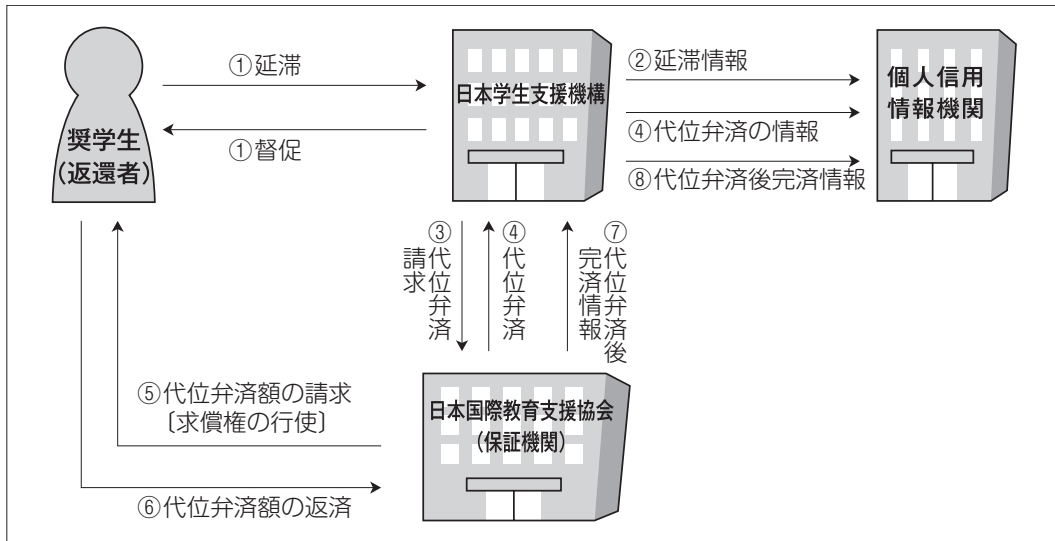 ①延滞
①督促
奨学生
(返還者)
日本学生支援機構
②延滞情報
④代位弁済の情報
⑧代位弁済後完済情報
個人信用
情報機関
③代位弁済
請求
④代位弁済
⑦代位弁済後
完済情報
⑤代位弁済額の請求
〔求償権の行使〕
⑥代位弁済額の返済
日本国際教育支援協会
(保証機関)